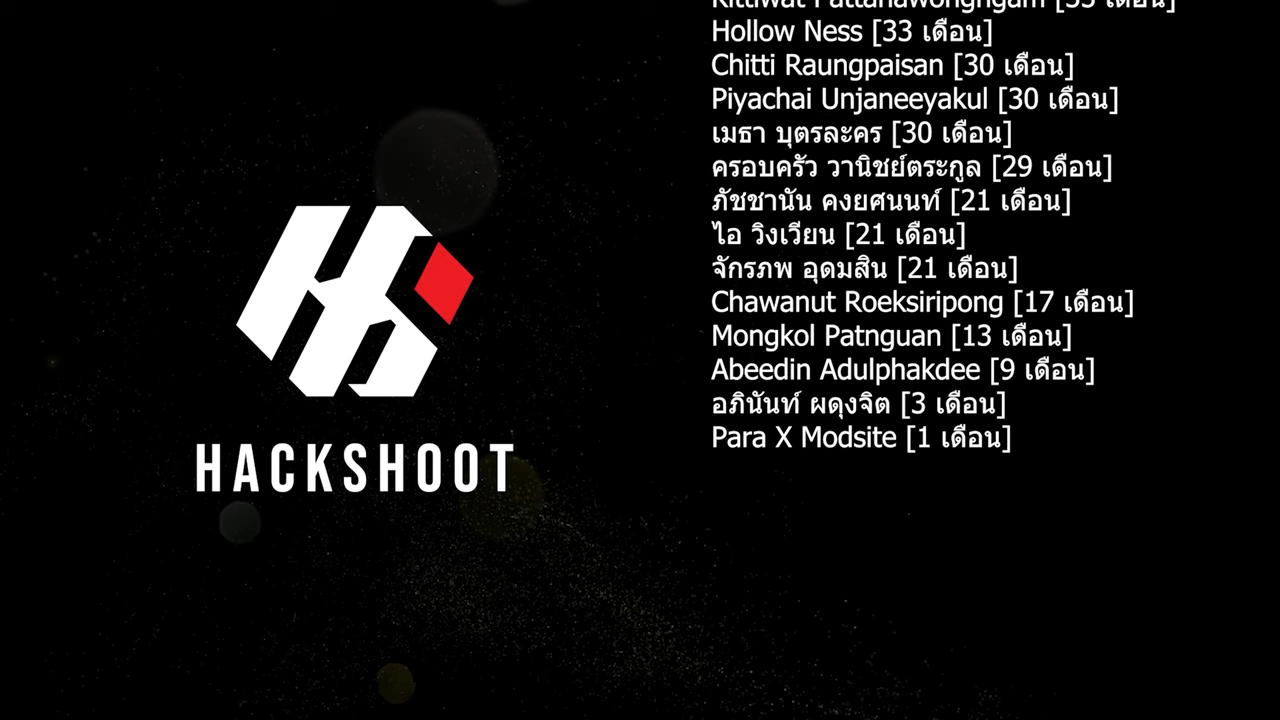 HACKSHOOT
Kittiwat Pattanawongngam [33 เดือน]
Hollow Ness [33 เดือน]
Chitti Raungpaisan [30 เดือน]
Piyachai Unjaneeyakul [30 เดือน]
เมธา บุตรละคร [30 เดือน]
ครอบครัว วานิชย์ตระกูล [29 เดือน]
ภัชชานัน คงยศนนท์ [21 เดือน]
ไอ วิงเวียน [21 เดือน]
จักรภพ อุดมสิน [21 เดือน]
Chawanut Roeksiripong [17 เดือน]
Mongkol Patnguan [13 เดือน]
Abeedin Adulphakdee [9 เดือน]
อภินันท์ ผดุงจิต [3 เดือน]
Para X Modsite [1 เดือน]